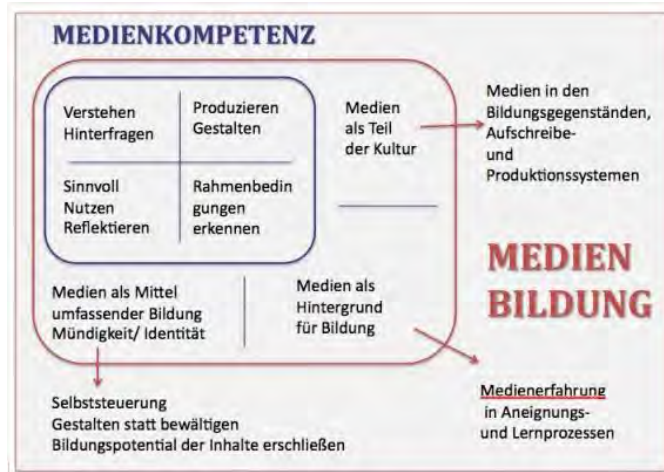 MEDIENKOMPETENZ
Verstehen
Hinterfragen
Produzieren
Gestalten
Sinnvoll
Nutzen
Reflektieren
Rahmenbedin
gungen
erkennen
Medien
als Teil
der Kultur
Medien in den
Bildungsgegenständen,
Aufschreibe-
und
Produktionssystemen
MEDIEN
BILDUNG
Medien als Mittel
umfassender Bildung
Mündigkeit/ Identität
Medien als
Hintergrund
für Bildung
Selbststeuerung
Gestalten statt bewältigen
Bildungspotential der Inhalte erschließen
Medienerfahrung
in Aneignungs-
und Lernprozessen